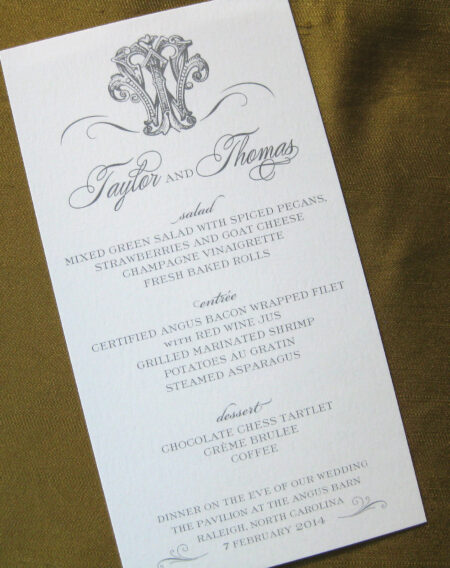 Taylor AND Thomas
salad
MIXED GREEN SALAD WITH SPICED PECANS,
STRAWBERRIES AND GOAT CHEESE
CHAMPAGNE VINAIGRETTE
FRESH BAKED ROLLS
entrée
CERTIFIED ANGUS BACON WRAPPED FILET
with RED WINE JUS
GRILLED MARINATED SHRIMP
POTATOES AU GRATIN
STEAMED ASPARAGUS
dessert
CHOCOLATE CHESS TARTLET
CRÈME BRULEE
COFFEE
DINNER ON THE EVE OF OUR WEDDING
THE PAVILION AT THE ANGUS BARN
RALEIGH, NORTH CAROLINA
7 FEBRUARY 2014